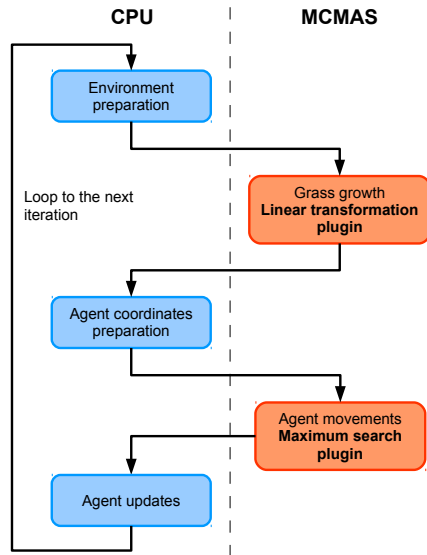 CPU
MCMAS
Environment
preparation
Loop to the next
iteration
Grass growth
Linear transformation
plugin
Agent coordinates
preparation
Agent movements
Maximum search
plugin
Agent updates